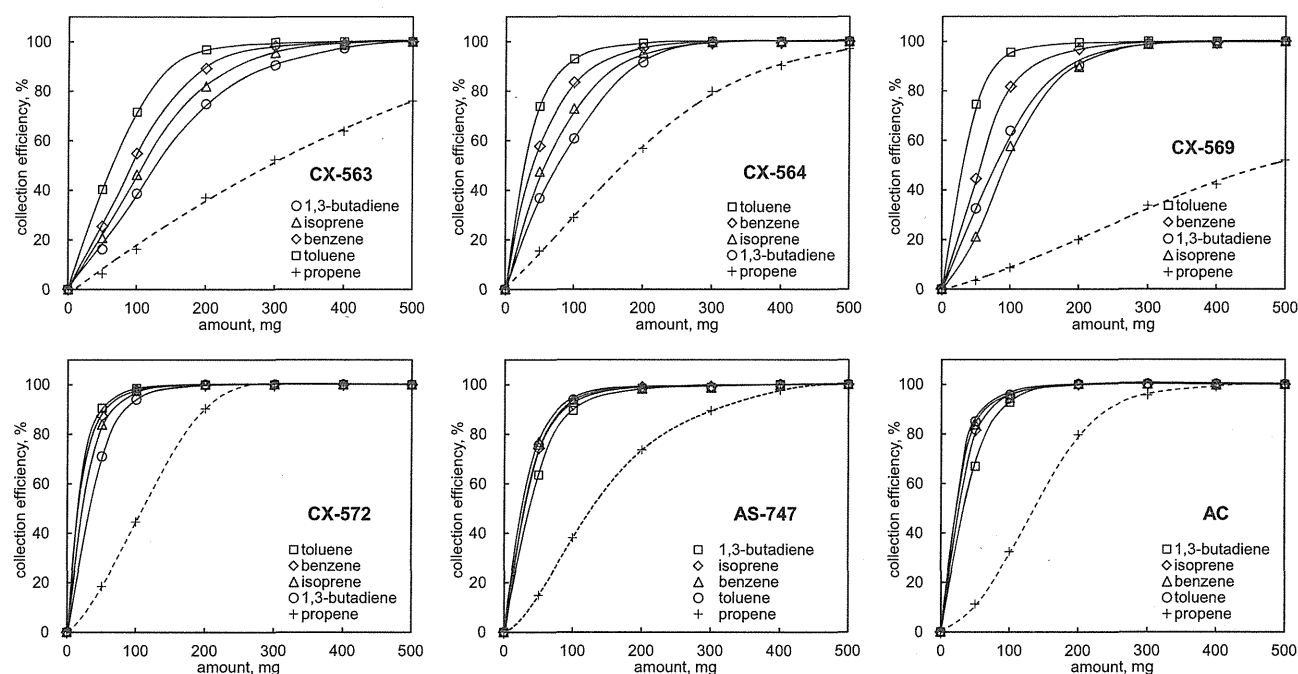 100
80
60
40
20
0
collection efficiency, %
CX-563
1,3-butadiene
isoprene
benzene
toluene
propene
0 100 200 300 400 500
amount, mg
100
80
60
40
20
0
collection efficiency, %
CX-564
toluene
benzene
isoprene
1,3-butadiene
propene
0 100 200 300 400 500
amount, mg
100
80
60
40
20
0
collection efficiency, %
CX-569
toluene
benzene
1,3-butadiene
isoprene
propene
0 100 200 300 400 500
amount, mg
100
80
60
40
20
0
collection efficiency, %
CX-572
toluene
benzene
isoprene
1,3-butadiene
propene
0 100 200 300 400 500
amount, mg
100
80
60
40
20
0
collection efficiency, %
AS-747
1,3-butadiene
isoprene
benzene
toluene
propene
0 100 200 300 400 500
amount, mg
100
80
60
40
20
0
collection efficiency, %
AC
1,3-butadiene
isoprene
benzene
toluene
propene
0 100 200 300 400 500
amount, mg